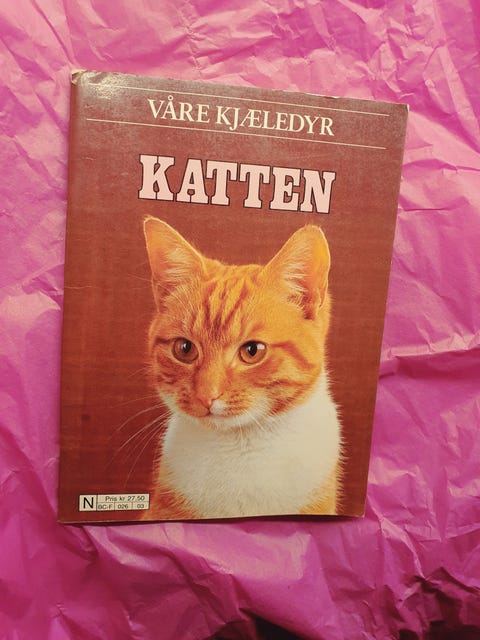 VÅRE KJÆLEDYR
KATTEN
N
Pris kr 27.50
BC-F 026 03